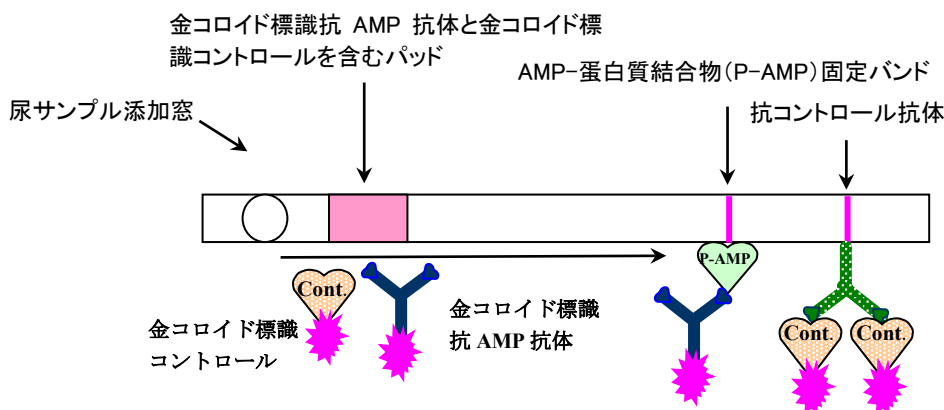 金コロイド標識抗 AMP 抗体と金コロイド標
識コントロールを含むパッド
AMP-蛋白質結合物(P-AMP)固定バンド
尿サンプル添加窓
抗コントロール抗体
P-AMP
Cont.
金コロイド標識
コントロール
金コロイド標識
抗 AMP 抗体
Cont.
Cont.